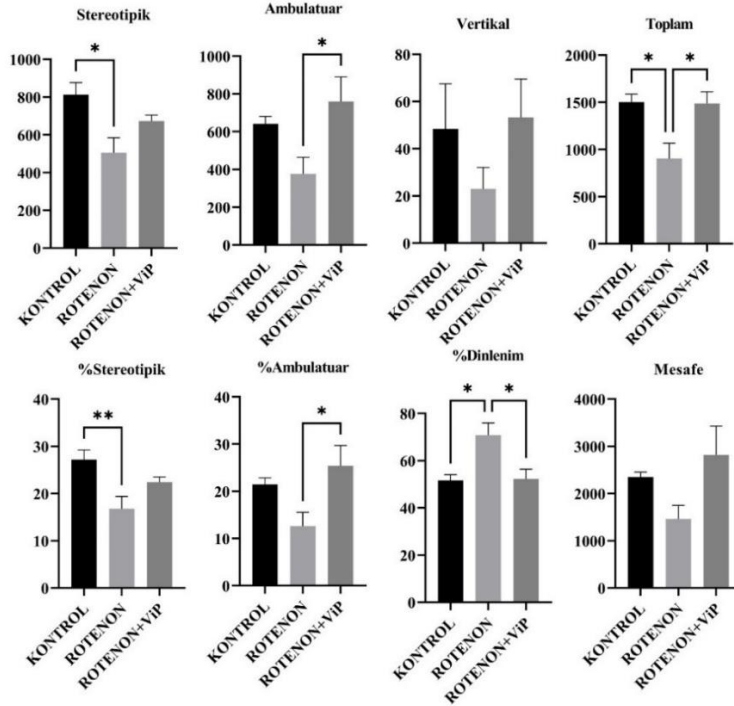 Stereotipik
*
1000
800
600
400
200
0
KONTROL
ROTENON
ROTENON+ViP
Ambulatuar
*
1000
800
600
400
200
0
KONTROL
ROTENON
ROTENON+ViP
Vertikal
80
60
40
20
0
KONTROL
ROTENON
ROTENON+ViP
Toplam
* *
2000
1500
1000
500
0
KONTROL
ROTENON
ROTENON+ViP
%Stereotipik
**
40
30
20
10
0
KONTROL
ROTENON
ROTENON+ViP
%Ambulatuar
*
40
30
20
10
0
KONTROL
ROTENON
ROTENON+ViP
%Dinlenim
* *
80
60
40
20
0
KONTROL
ROTENON
ROTENON+ViP
Mesafe
4000
3000
2000
1000
0
KONTROL
ROTENON
ROTENON+ViP